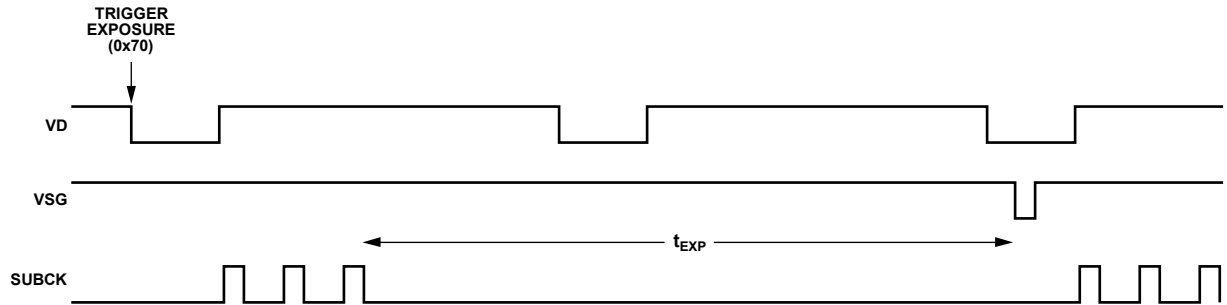 TRIGGER
EXPOSURE
(0x70)
VD
VSG
tEXP
SUBCK